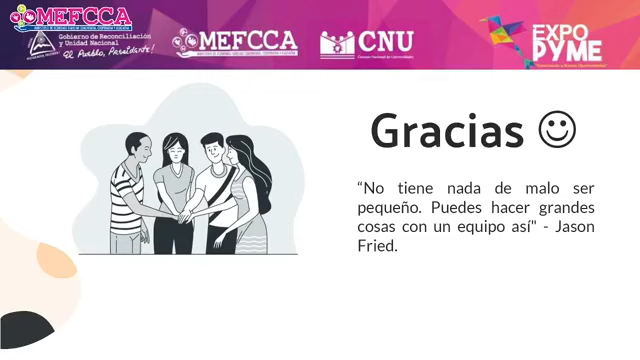 MEFCCA
Gobierno de Reconciliación
y Unidad Nacional
El Pueblo, Presidente!
MEFCCA
CNU
Consejo Nacional de Universidades
EXPO
PYME
Gracias ☺
“No tiene nada de malo ser
pequeño. Puedes hacer grandes
cosas con un equipo así" - Jason
Fried.